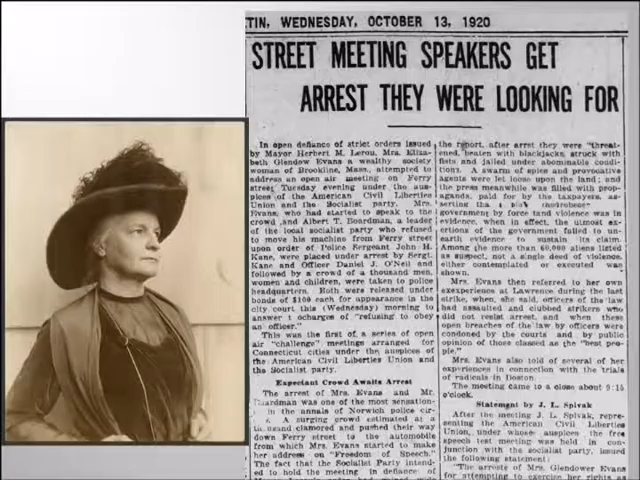 TIN, WEDNESDAY, OCTOBER 13, 1920
STREET MEETING SPEAKERS GET
ARREST THEY WERE LOOKING FOR
In open defiance of strict orders issued
by Mayor Herbert M. Lerou, Mrs. Eliza-
beth Glendow Evans a wealthy society
woman of Brookline, Mass., attempted to
address an open air meeting on Ferry
street Tuesday evening under the aus-
pices of the American Civil Liberties
Union and the Socialist party. Mrs.
Evans, who had started to speak to the
crowd and Albert T. Boardman, a leader
of the local socialist party who refused
to move his machine from Ferry street
upon order of Police Sergeant John H.
Kane, were placed under arrest by Sergt.
Kane and Officer Daniel J. O'Neil and
followed by a crowd of a thousand men,
women and children, were taken to police
headquarters. Both were released under
bonds of $100 each for appearance in the
city court this (Wednesday) morning to
answer t ocharges of "refusing to obey
an officer."
This was the first of a series of open
air "challenge" meetings arranged for
Connecticut cities under the auspices of
the American Civil Liberties Union and
the Socialist party.
Expectant Crowd Awaits Arrest
The arrest of Mrs. Evans and Mr.
Boardman was one of the most sensation-
in the annals of Norwich police cir-
A surging crowd estimated at a
clamored and pushed their way
down Ferry street to the automobile
from which Mrs. Evans started to make
her address on "Freedom of Speech."
The fact that the Socialist Party intend-
ed to hold the meeting in defiance of
the report, after arrest they were "threat-
ened, beaten with blackjacks, struck with
fists and jailed under abominable condi-
tions. A swarm of spies and provocative
agents were let loose upon the land; and
the press meanwhile was filled with prop-
aganda, paid for by the taxpayers, as-
serting that a plot
government by force and violence was in
evidence, when in effect, the utmost ex-
ertions of the government failed to un-
earth evidence to sustain its claim.
Among the more than 60,000 aliens listed
as suspect, not a single deed of violence,
either contemplated or executed was
shown.
Mrs. Evans then referred to her own
axexperience at Lawrence during the last
strike, when, she said, officers of the law
had assaulted and clubbed strikers who
did not resist arrest, and when these
open breaches of the law by officers were
condoned by the courts and by public
opinion of those classed as the "best peo-
ple."
Mrs. Evans also told of several of her
experiences in connection with the trials
of radicals in Boston.
The meeting came to a close about 9:15
o'clock.
Statement by J. L. Spivak
After the meeting J. L. Spivak, repre-
senting the American Civil Liberties
Union, under whose auspices the free
speech test meeting was held in con-
junction with the socialist party, issued
the following statement:
"The arrests of Mrs. Glendower Evans
for attempting to exercise her rights as